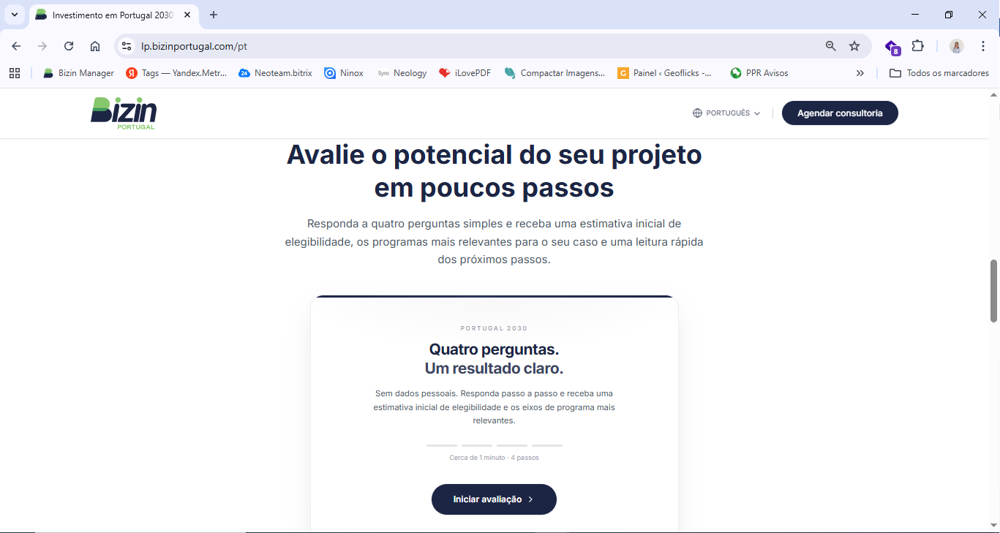 Investimento em Portugal 2030
lp.bizinportugal.com/pt
8
Bizin Manager
Я
Tags — Yandex.Metr...
24
Neoteam.bitrix
Ninox
Sync
Neology
iLovePDF
Compactar Imagens...
G
Painel ‹ Geoflicks -...
PPR Avisos
Todos os marcadores
Bizin
PORTUGAL
PORTUGUÊS
Agendar consultoria
Avalie o potencial do seu projeto
em poucos passos
Responda a quatro perguntas simples e receba uma estimativa inicial de
elegibilidade, os programas mais relevantes para o seu caso e uma leitura rápida
dos próximos passos.
PORTUGAL 2030
Quatro perguntas.
Um resultado claro.
Sem dados pessoais. Responda passo a passo e receba uma
estimativa inicial de elegibilidade e os eixos de programa mais
relevantes.
Cerca de 1 minuto · 4 passos
Iniciar avaliação